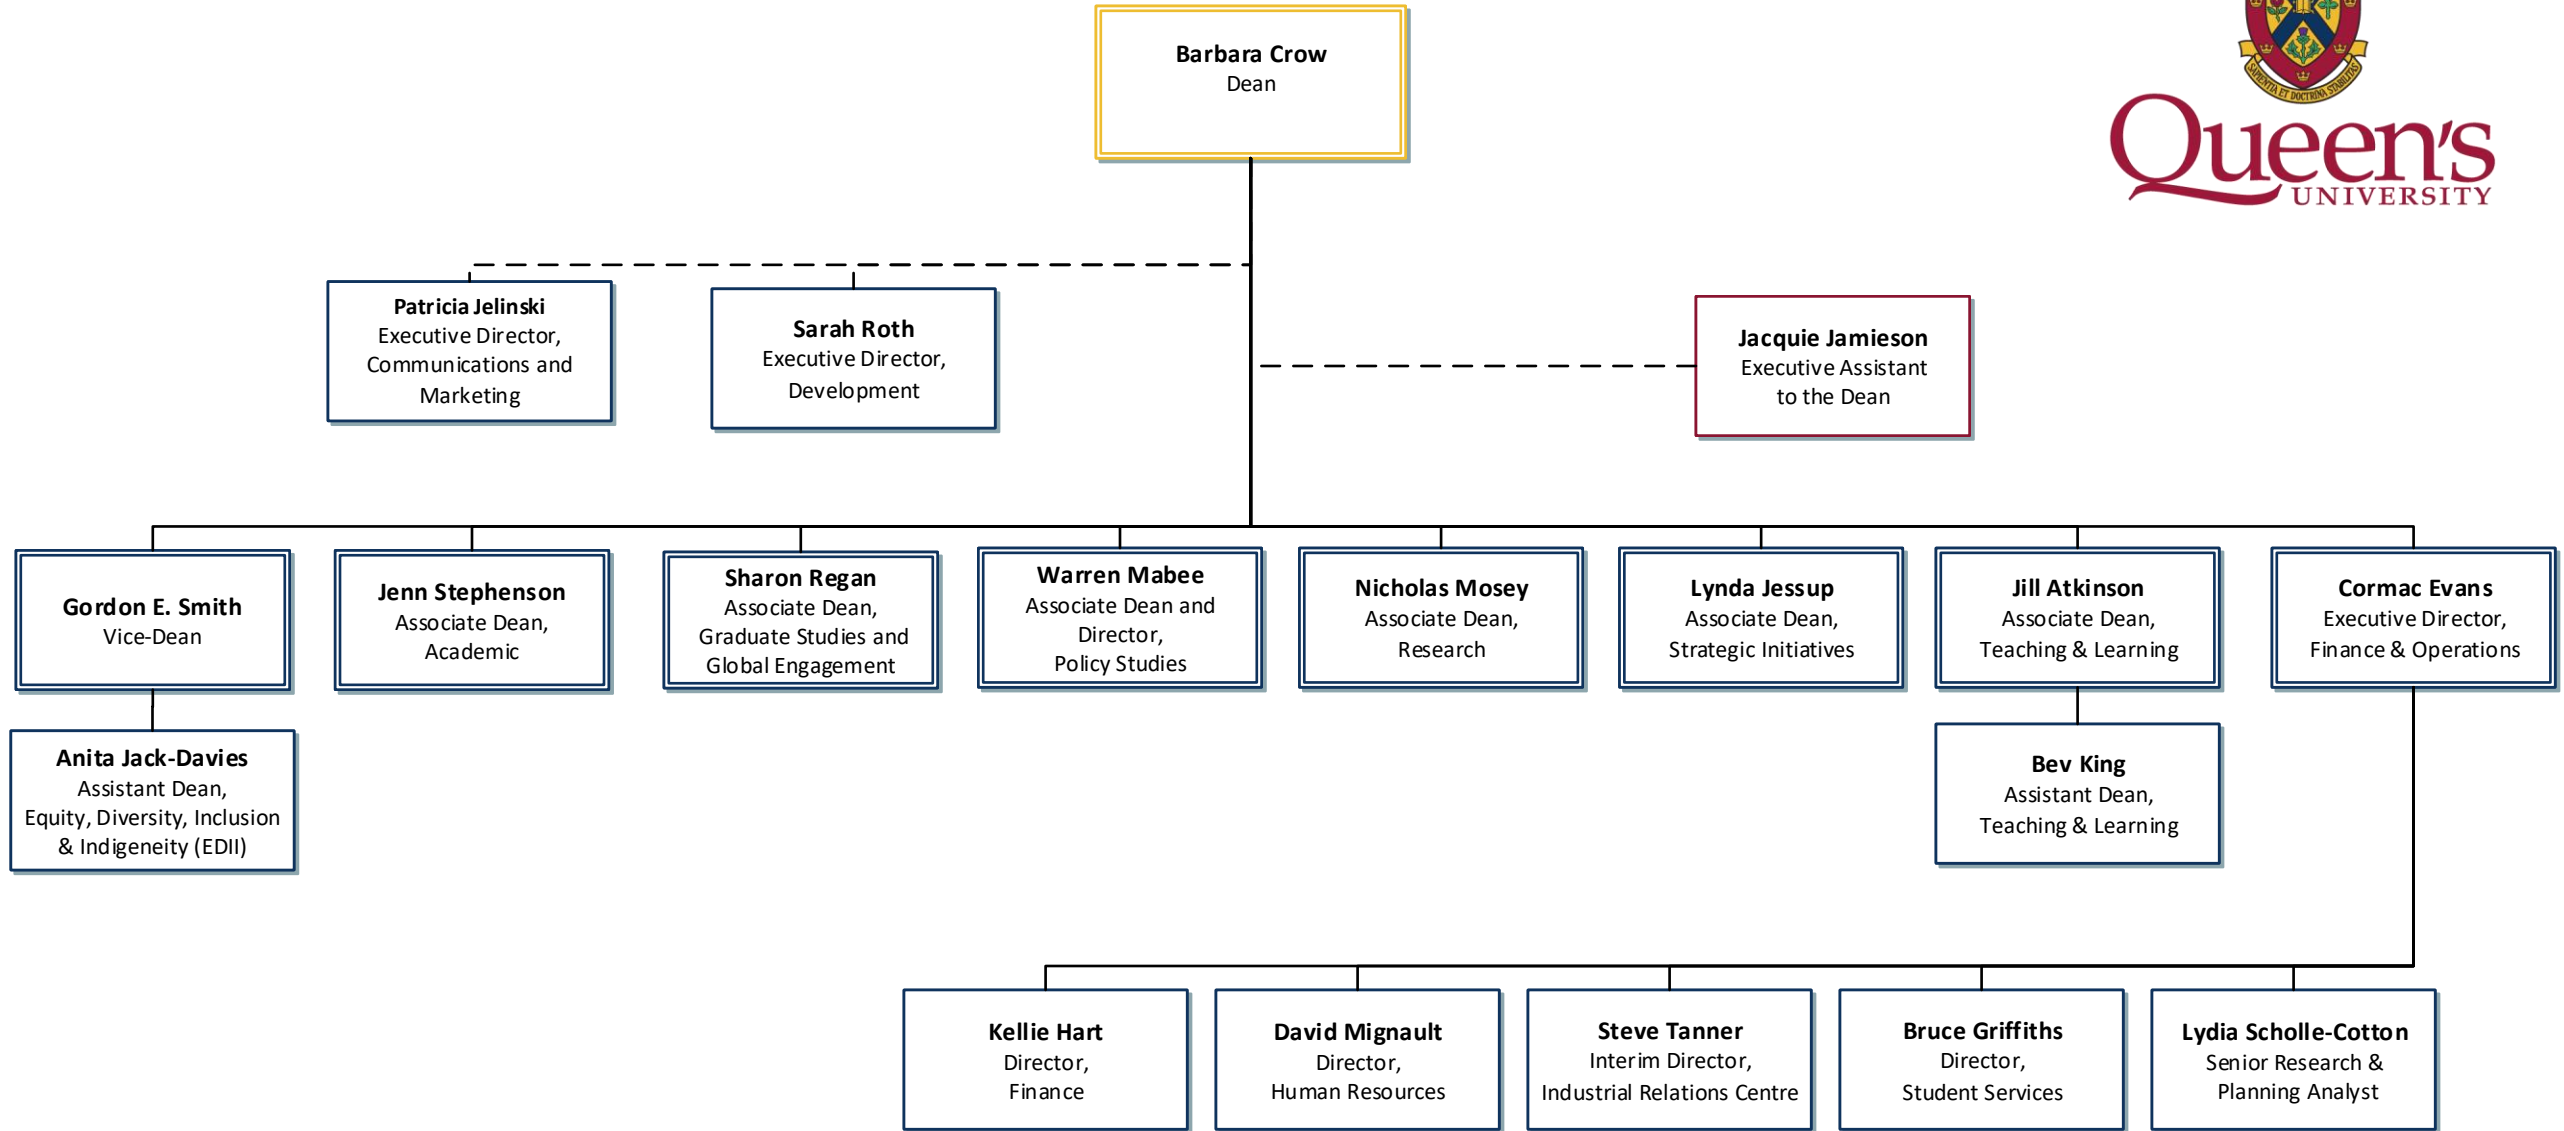 Barbara Crow
Dean
SAPIENTIA ET DOCTRINA STABILITAS
Queen's
UNIVERSITY
Patricia Jelinski
Executive Director,
Communications and
Marketing
Sarah Roth
Executive Director,
Development
Jacquie Jamieson
Executive Assistant
to the Dean
Gordon E. Smith
Vice-Dean
Jenn Stephenson
Associate Dean,
Academic
Sharon Regan
Associate Dean,
Graduate Studies and
Global Engagement
Warren Mabee
Associate Dean and
Director,
Policy Studies
Nicholas Mosey
Associate Dean,
Research
Lynda Jessup
Associate Dean,
Strategic Initiatives
Jill Atkinson
Associate Dean,
Teaching & Learning
Cormac Evans
Executive Director,
Finance & Operations
Anita Jack-Davies
Assistant Dean,
Equity, Diversity, Inclusion
& Indigeneity (EDII)
Bev King
Assistant Dean,
Teaching & Learning
Kellie Hart
Director,
Finance
David Mignault
Director,
Human Resources
Steve Tanner
Interim Director,
Industrial Relations Centre
Bruce Griffiths
Director,
Student Services
Lydia Scholle-Cotton
Senior Research &
Planning Analyst